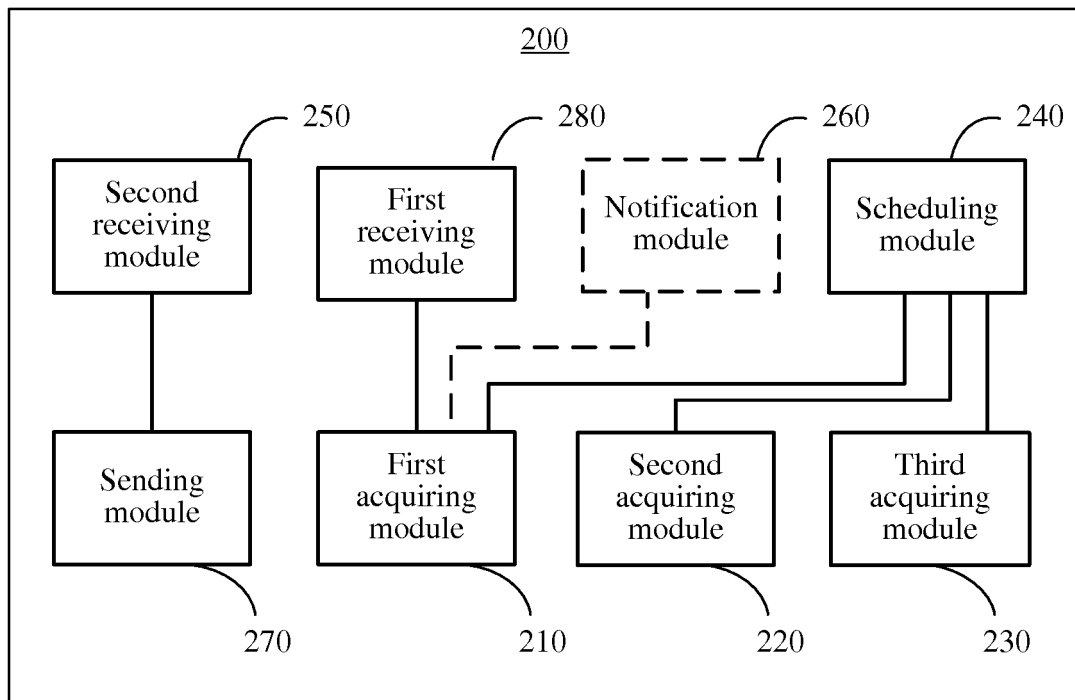 200
250
280
260
240
Second
receiving
module
First
receiving
module
Notification
module
Scheduling
module
Sending
module
First
acquiring
module
Second
acquiring
module
Third
acquiring
module
270
210
220
230